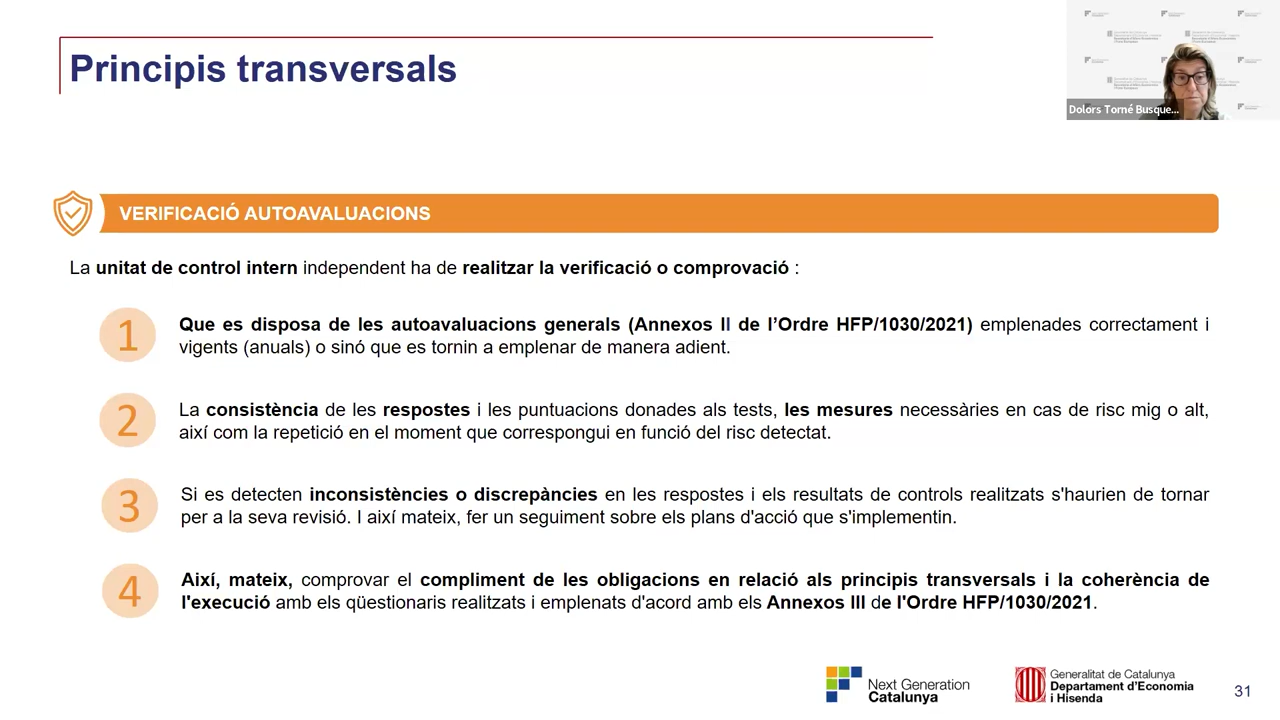 Principis transversals
Dolors Torné Busque...
VERIFICACIÓ AUTOAVALUACIONS
La unitat de control intern independent ha de realitzar la verificació o comprovació :
1
Que es disposa de les autoavaluacions generals (Annexos II de l’Ordre HFP/1030/2021) emplenades correctament i
vigents (anuals) o sinó que es tornin a emplenar de manera adient.
2
La consistència de les respostes i les puntuacions donades als tests, les mesures necessàries en cas de risc mig o alt,
així com la repetició en el moment que correspongui en funció del risc detectat.
3
Si es detecten inconsistències o discrepàncies en les respostes i els resultats de controls realitzats s'haurien de tornar
per a la seva revisió. I així mateix, fer un seguiment sobre els plans d'acció que s'implementin.
4
Així, mateix, comprovar el compliment de les obligacions en relació als principis transversals i la coherència de
l'execució amb els qüestionaris realitzats i emplenats d'acord amb els Annexos III de l'Ordre HFP/1030/2021.
Next Generation
Catalunya
Generalitat de Catalunya
Departament d'Economia
i Hisenda
31